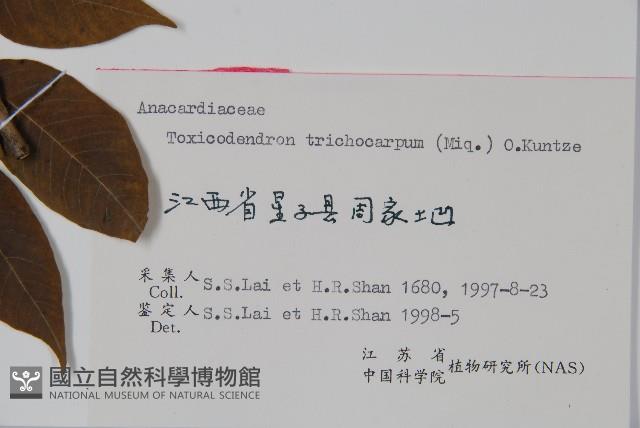 Anacardiaceae
Toxicodendron trichocarpum (Miq.) O.Kuntze
江西省星子县周家土凹
采集人 S.S.Lai et H.R.Shan 1680, 1997-8-23
Coll.
鉴定人 S.S.Lai et H.R.Shan 1998-5
Det.
江苏省
中国科学院 植物研究所(NAS)
國立自然科學博物館
NATIONAL MUSEUM OF NATURAL SCIENCE